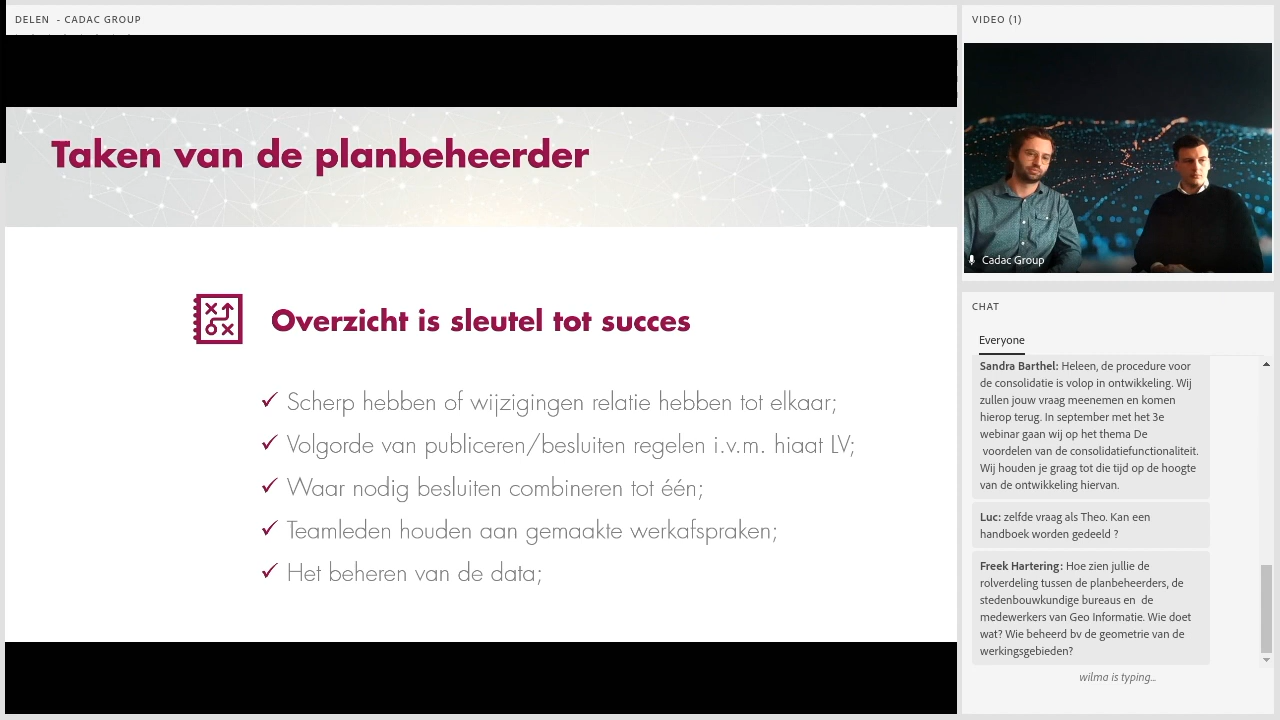 DELEN - CADAC GROUP
Taken van de planbeheerder
Overzicht is sleutel tot succes
Scherp hebben of wijzigingen relatie hebben tot elkaar;
Volgorde van publiceren/besluiten regelen i.v.m. hiaat LV;
Waar nodig besluiten combineren tot één;
Teamleden houden aan gemaakte werkafspraken;
Het beheren van de data;
VIDEO (1)
Cadac Group
CHAT
Everyone
Sandra Barthel: Heleen, de procedure voor
de consolidatie is volop in ontwikkeling. Wij
zullen jouw vraag meenemen en komen
hierop terug. In september met het 3e
webinar gaan wij op het thema De
voordelen van de consolidatiefunctionaliteit.
Wij houden je graag tot die tijd op de hoogte
van de ontwikkeling hiervan.
Luc: zelfde vraag als Theo. Kan een
handboek worden gedeeld ?
Freek Hartering: Hoe zien jullie de
rolverdeling tussen de planbeheerders, de
stedenbouwkundige bureaus en de
medewerkers van Geo Informatie. Wie doet
wat? Wie beheerd bv de geometrie van de
werkingsgebieden?
wilma is typing...